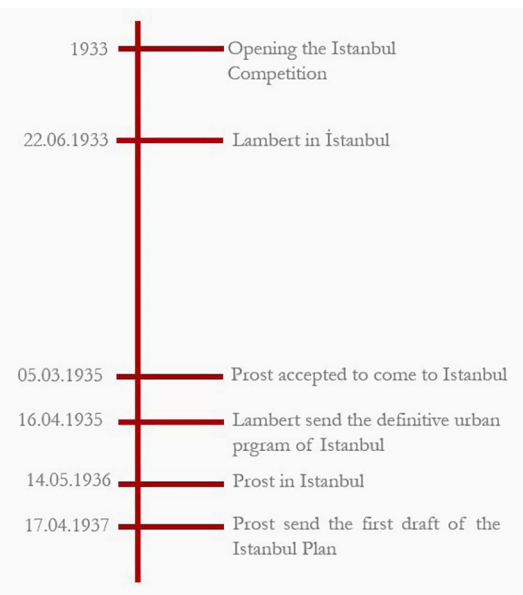 1933
Opening the Istanbul
Competition
22.06.1933
Lambert in İstanbul
05.03.1935
Prost accepted to come to Istanbul
16.04.1935
Lambert send the definitive urban
prgram of Istanbul
14.05.1936
Prost in Istanbul
17.04.1937
Prost send the first draft of the
Istanbul Plan